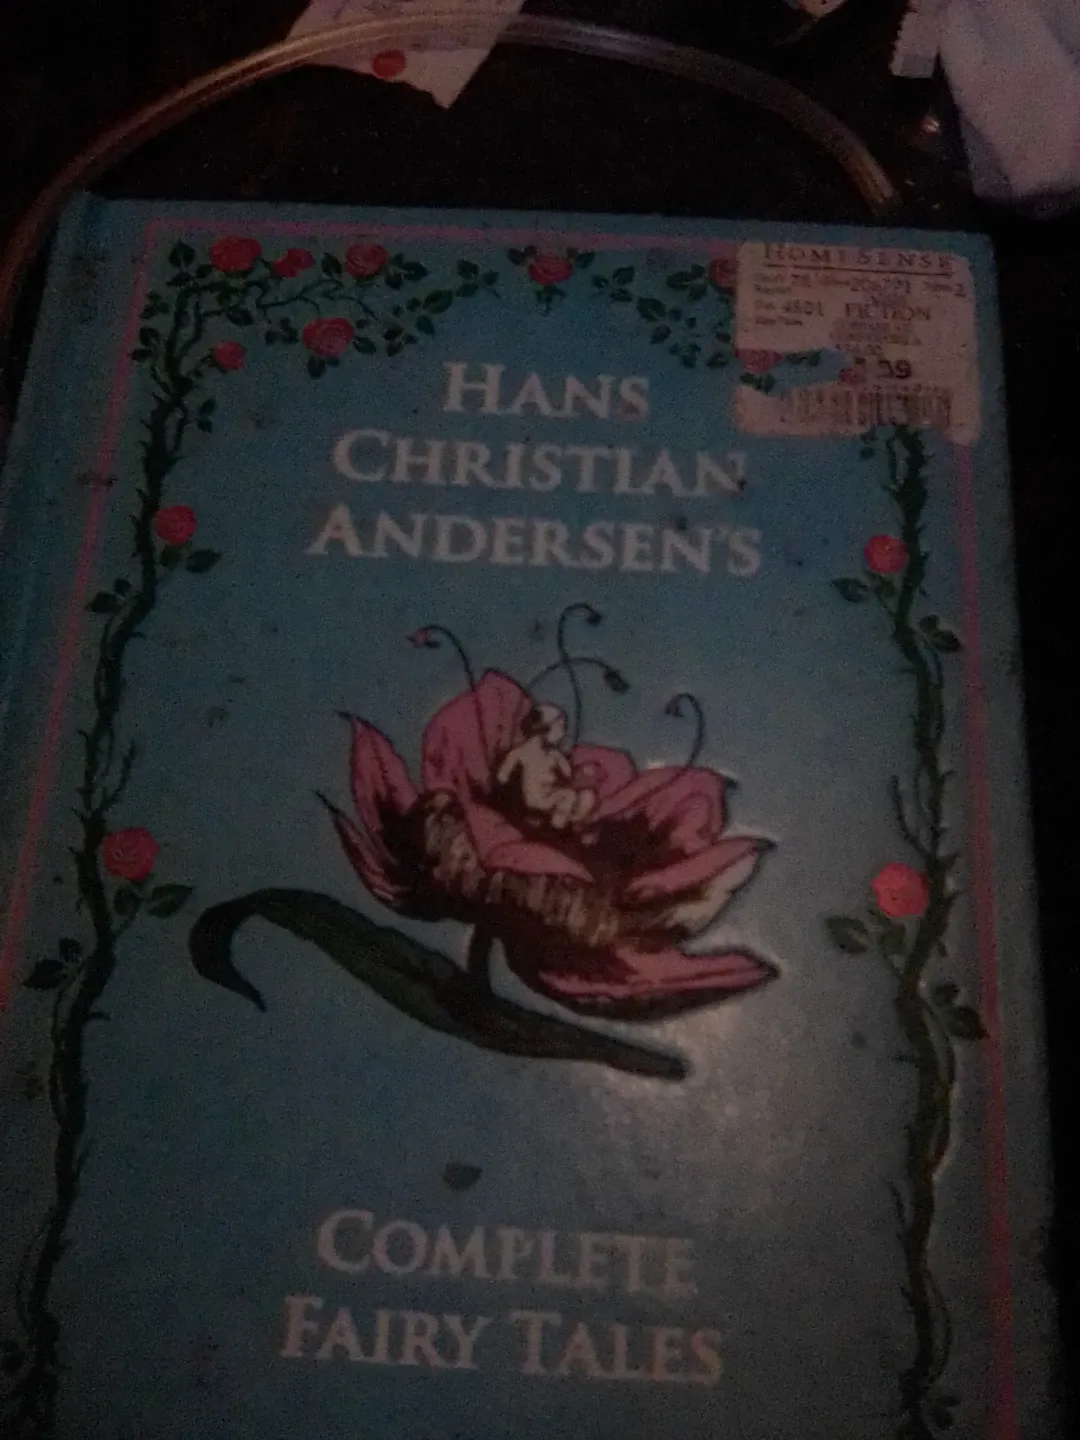 HOMESENSE
FICTION
HANS
CHRISTIAN
ANDERSEN'S
COMPLETE
FAIRY TALES